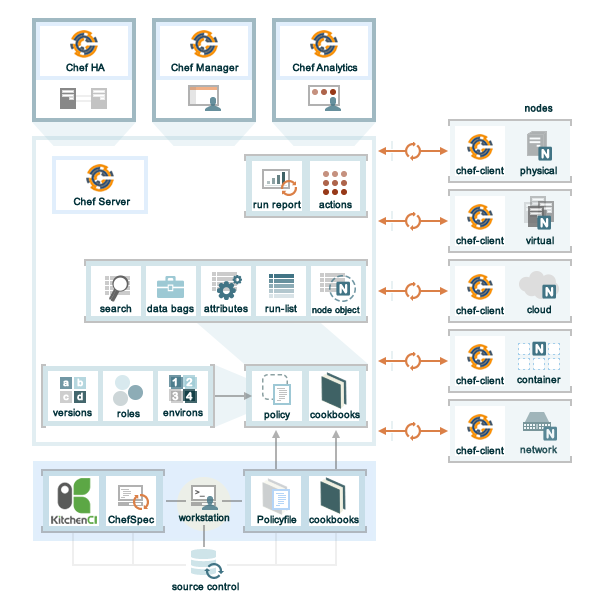 Chef HA
Chef Manager
Chef Analytics
nodes
Chef Server
run report
actions
chef-client
physical
N
chef-client
virtual
N
search
data bags
attributes
run-list
node object
N
chef-client
cloud
N
chef-client
container
N
a b
c d
versions
roles
1 2
3 4
environs
policy
cookbooks
chef-client
network
N
KitchenCI
ChefSpec
>_
workstation
Policyfile
cookbooks
source control